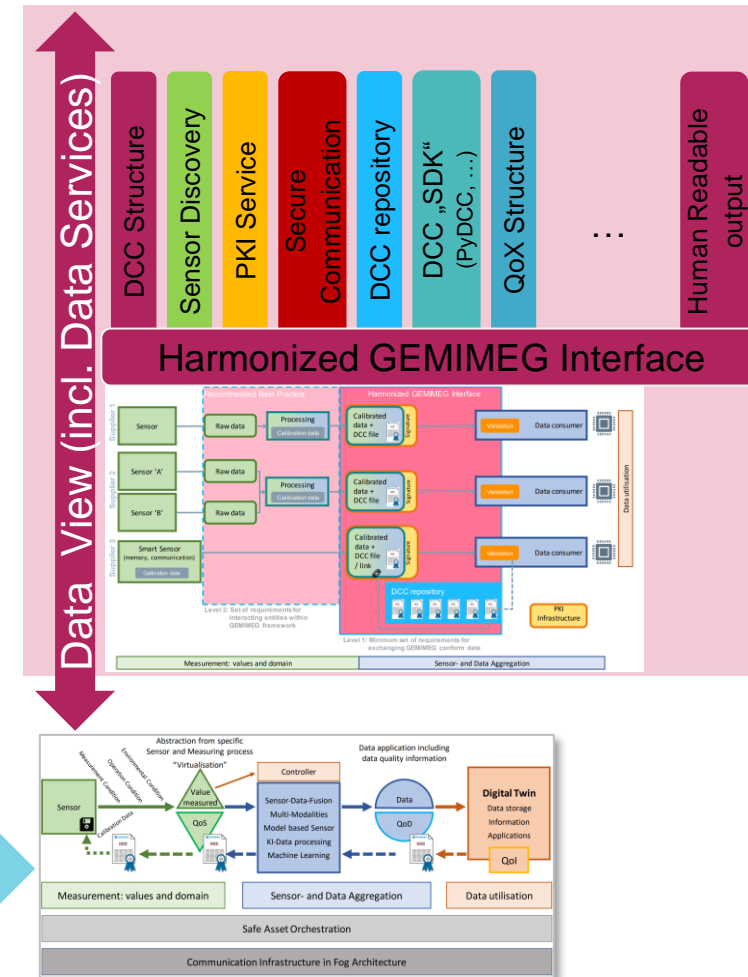 Data View (incl. Data Services)
DCC Structure
Sensor Discovery
PKI Service
Secure
Communication
DCC repository
DCC „SDK“
(PyDCC, …)
QoX Structure
…
Human Readable
output
Harmonized GEMIMEG Interface
Recommended Best Practice
Harmonized GEMIMEG Interface
Supplier 1
Sensor
Raw data
Processing
Calibration data
Calibrated
data +
DCC file
Signature
Validation
Data consumer
Supplier 2
Sensor 'A'
Raw data
Sensor 'B'
Raw data
Processing
Calibration data
Calibrated
data +
DCC file
Signature
Validation
Data consumer
Data utilisation
Supplier 3
Smart Sensor
(memory, communication)
Calibration data
Calibrated
data +
DCC file
/ link
Signature
Validation
Data consumer
DCC repository
PKI
Infrastructure
Level 2: Set of requirements for
interacting entities within
GEMIMEG framework
Level 1: Minimum set of requirements for
exchanging GEMIMEG conform data
Measurement: values and domain
Sensor- and Data Aggregation
Abstraction from specific
Sensor and Measuring process
"Virtualisation"
Data application including
data quality information
Measurement Condition
Operation Condition
Environmental Condition
Sensor
Calibration Data
Value
measured
QoS
Controller
Sensor-Data-Fusion
Multi-Modalities
Model based Sensor
KI-Data processing
Machine Learning
Data
QoD
Digital Twin
Data storage
Information
Applications
QoI
DCC
DCC
DCC
Measurement: values and domain
Sensor- and Data Aggregation
Data utilisation
Safe Asset Orchestration
Communication Infrastructure in Fog Architecture